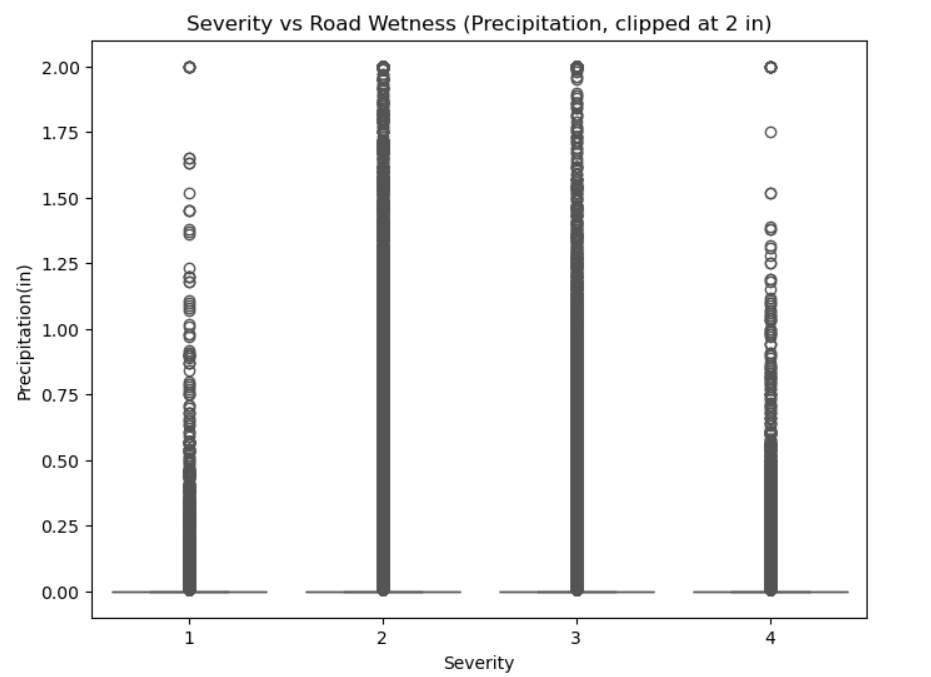 Severity vs Road Wetness (Precipitation, clipped at 2 in)
2.00
1.75
1.50
1.25
1.00
0.75
0.50
0.25
0.00
Precipitation(in)
1 2 3 4
Severity